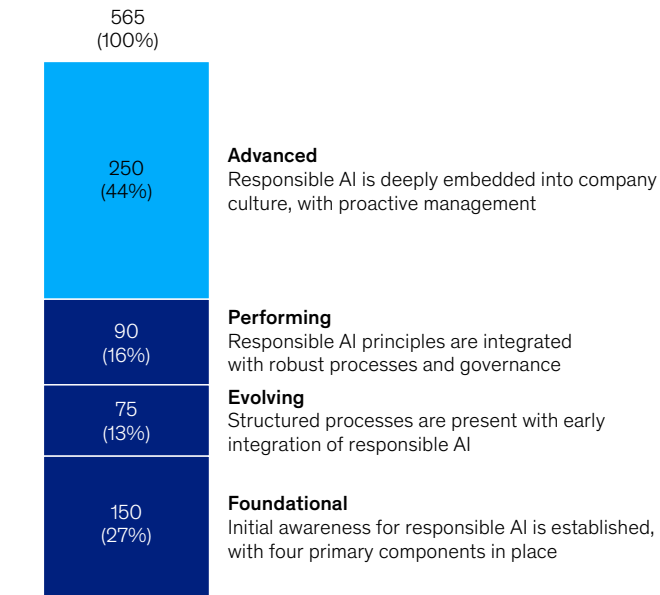 565
(100%)
250
(44%)
Advanced
Responsible AI is deeply embedded into company
culture, with proactive management
90
(16%)
Performing
Responsible AI principles are integrated
with robust processes and governance
75
(13%)
Evolving
Structured processes are present with early
integration of responsible AI
150
(27%)
Foundational
Initial awareness for responsible AI is established,
with four primary components in place